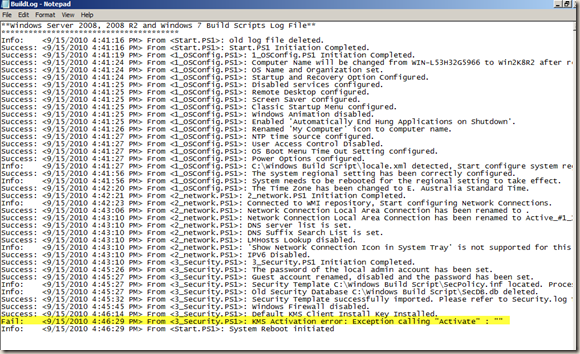 BuildLog - Notepad
File Edit Format View Help
**Windows Server 2008, 2008 R2 and Windows 7 Build Scripts Log File**
Info: <9/15/2010 4:41:16 PM> From <Start.PS1>: old log file deleted.
Success: <9/15/2010 4:41:16 PM> From <Start.PS1>: Start.PS1 Initiation Completed.
Success: <9/15/2010 4:41:19 PM> From <1_OSConfig.PS1>: 1_OSConfig.PS1 Initiation Completed.
Success: <9/15/2010 4:41:24 PM> From <1_OSConfig.PS1>: Computer Name will be changed from WIN-L53H32G5966 to Win2K8R2 after r
Success: <9/15/2010 4:41:24 PM> From <1_OSConfig.PS1>: OS Name and Organization set.
Success: <9/15/2010 4:41:24 PM> From <1_OSConfig.PS1>: Startup and Recovery Option Configured.
Success: <9/15/2010 4:41:25 PM> From <1_OSConfig.PS1>: Disabled services configured.
Success: <9/15/2010 4:41:25 PM> From <1_OSConfig.PS1>: Remote Desktop configured.
Success: <9/15/2010 4:41:25 PM> From <1_OSConfig.PS1>: Screen Saver configured.
Success: <9/15/2010 4:41:25 PM> From <1_OSConfig.PS1>: Classic Startup Menu configured.
Success: <9/15/2010 4:41:25 PM> From <1_OSConfig.PS1>: Windows Animation disabled.
Success: <9/15/2010 4:41:25 PM> From <1_OSConfig.PS1>: Enabled 'Automatically End Hung Applications on Shutdown'.
Success: <9/15/2010 4:41:26 PM> From <1_OSConfig.PS1>: Renamed 'My Computer' icon to computer name.
Success: <9/15/2010 4:41:27 PM> From <1_OSConfig.PS1>: NTP time source configured.
Success: <9/15/2010 4:41:27 PM> From <1_OSConfig.PS1>: User Access Control Disabled.
Success: <9/15/2010 4:41:27 PM> From <1_OSConfig.PS1>: OS Boot Menu Time Out Setting configured.
Success: <9/15/2010 4:41:27 PM> From <1_OSConfig.PS1>: Power Options configured.
Info: <9/15/2010 4:41:27 PM> From <1_OSConfig.PS1>: C:\Windows Build Script\locale.xml detected, Start configure system re
Success: <9/15/2010 4:41:56 PM> From <1_OSConfig.PS1>: The system regional setting has been correctly configured.
Info: <9/15/2010 4:41:56 PM> From <1_OSConfig.PS1>: System needs to be rebooted for the regional setting to take effect.
Success: <9/15/2010 4:42:20 PM> From <1_OSConfig.PS1>: The Time Zone has been changed to E. Australia Standard Time.
Success: <9/15/2010 4:42:21 PM> From <2_network.PS1>: 2_network.PS1 Initiation Completed.
Info: <9/15/2010 4:42:23 PM> From <2_network.PS1>: Connected to WMI repository, Start configuring Network Connections.
Success: <9/15/2010 4:43:06 PM> From <2_network.PS1>: Network Connection Local Area Connection has been renamed to .
Success: <9/15/2010 4:43:10 PM> From <2_network.PS1>: Network Connection Local Area Connection has been renamed to Active_#1_
Success: <9/15/2010 4:43:10 PM> From <2_network.PS1>: DNS server list is set.
Success: <9/15/2010 4:43:10 PM> From <2_network.PS1>: DNS Suffix Search List is set.
Success: <9/15/2010 4:43:10 PM> From <2_network.PS1>: LMHosts Lookup disabled.
Info: <9/15/2010 4:43:10 PM> From <2_network.PS1>: 'Show Network Connection Icon in System Tray' is not supported for this
Success: <9/15/2010 4:43:10 PM> From <2_network.PS1>: IPV6 Disabled.
Success: <9/15/2010 4:43:10 PM> From <3_Security.PS1>: 3_Security.PS1 Initiation Completed.
Success: <9/15/2010 4:45:26 PM> From <3_Security.PS1>: The password of the local admin account has been set.
Success: <9/15/2010 4:45:27 PM> From <3_Security.PS1>: Guest account renamed, disabled and the password has been set.
Info: <9/15/2010 4:45:27 PM> From <3_Security.PS1>: Security Template C:\Windows Build Script\SecPolicy.inf located. Proces
Info: <9/15/2010 4:45:27 PM> From <3_Security.PS1>: Old Security Database C:\Windows Build Script\SecDB.db deleted.
Success: <9/15/2010 4:45:32 PM> From <3_Security.PS1>: Security Template successfully imported. Please refer to Security.log f
Success: <9/15/2010 4:45:45 PM> From <3_Security.PS1>: Windows Firewall disabled.
Success: <9/15/2010 4:46:14 PM> From <3_Security.PS1>: Default KMS Client Install Key Installed.
Fail: <9/15/2010 4:46:29 PM> From <3_Security.PS1>: KMS Activation error: Exception calling "Activate" : ""
Info: <9/15/2010 4:46:29 PM> From <Start.PS1>: System Reboot initiated